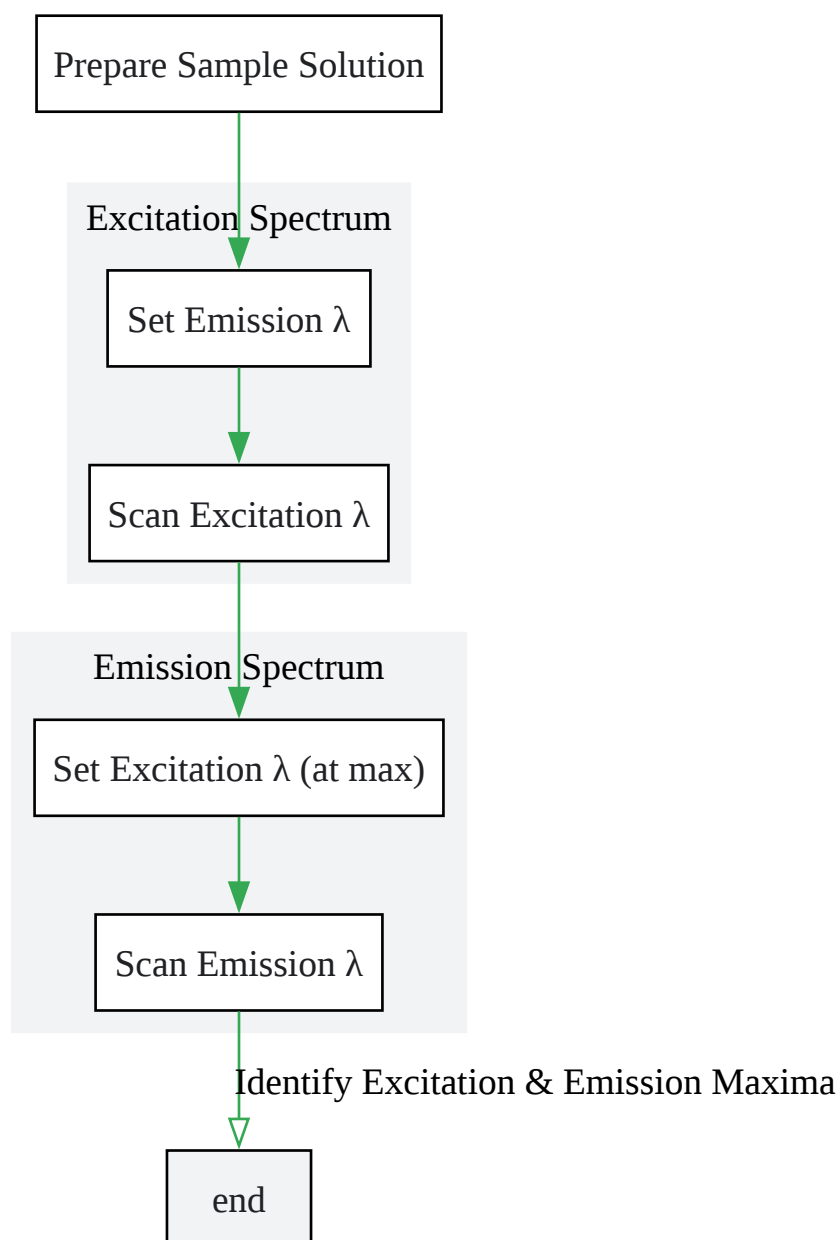 Prepare Sample Solution
Excitation Spectrum
Set Emission λ
Scan Excitation λ
Emission Spectrum
Set Excitation λ (at max)
Scan Emission λ
Identify Excitation & Emission Maxima
end